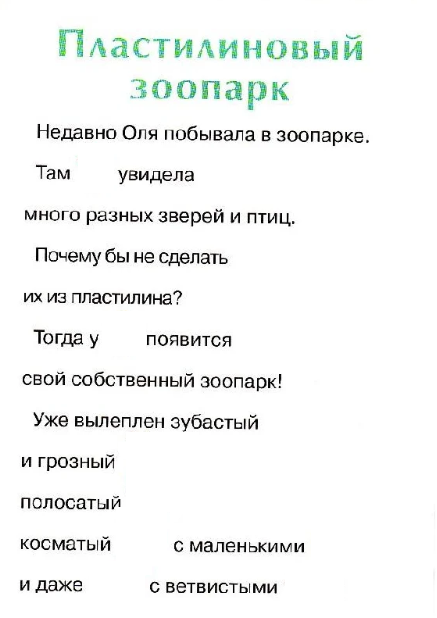 Пластилиновый
зоопарк
Недавно Оля побывала в зоопарке.
Там увидела
много разных зверей и птиц.
Почему бы не сделать
их из пластилина?
Тогда у появится
свой собственный зоопарк!
Уже вылеплен зубастый
и грозный
полосатый
косматый с маленькими
и даже с ветвистыми